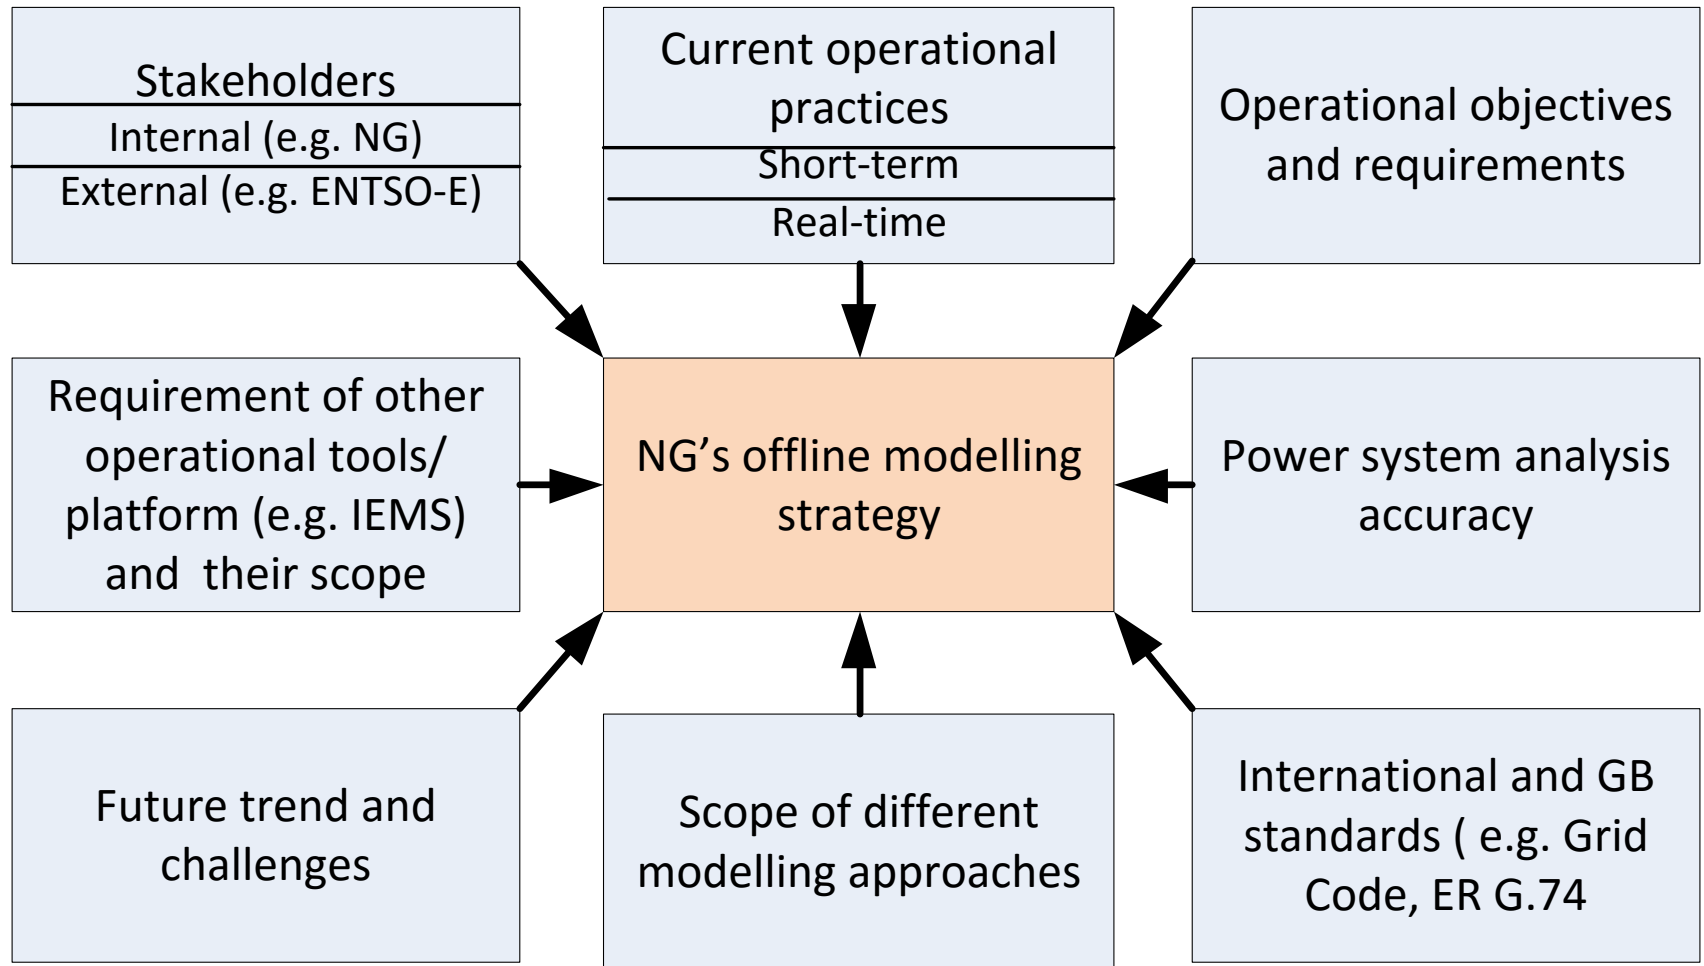 Stakeholders
Internal (e.g. NG)
External (e.g. ENTSO-E)
Current operational
practices
Short-term
Real-time
Operational objectives
and requirements
Requirement of other
operational tools/
platform (e.g. IEMS)
and  their scope
NG’s offline modelling
strategy
Power system analysis
accuracy
Future trend and
challenges
Scope of different
modelling approaches
International and GB
standards ( e.g. Grid
Code, ER G.74